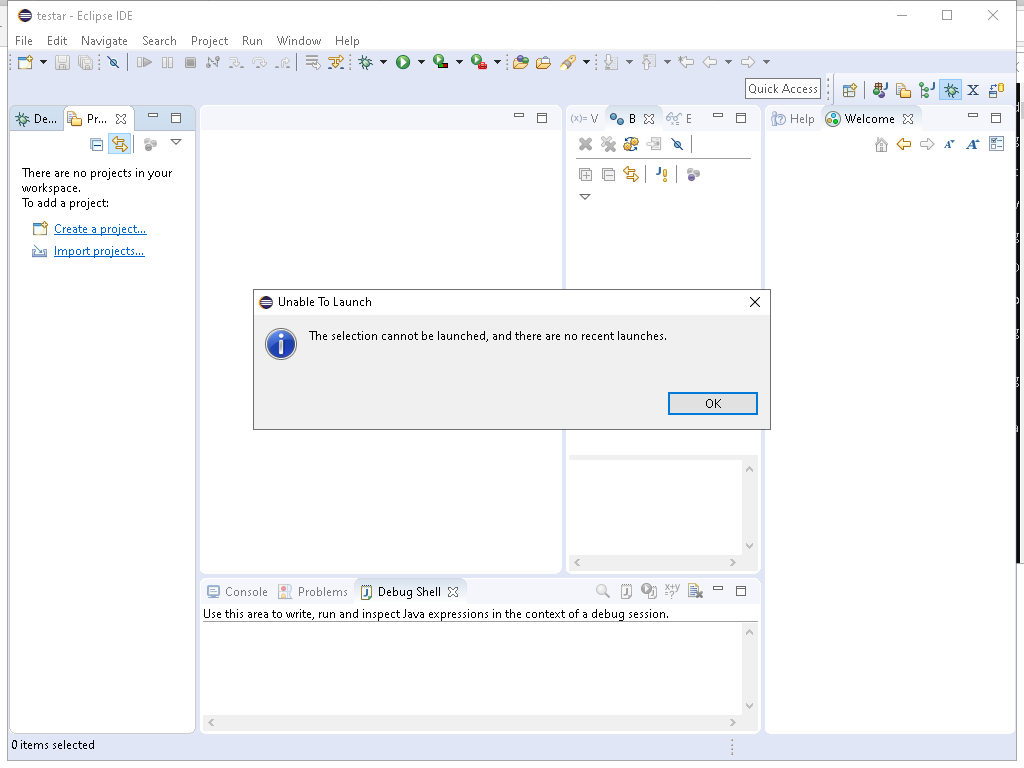 testar - Eclipse IDE
File Edit Navigate Search Project Run Window Help
Quick Access
De... Pr...
(x)= V B E
Help Welcome
There are no projects in your
workspace.
To add a project:
Create a project...
Import projects...
Unable To Launch
The selection cannot be launched, and there are no recent launches.
OK
Console Problems Debug Shell
Use this area to write, run and inspect Java expressions in the context of a debug session.
0 items selected